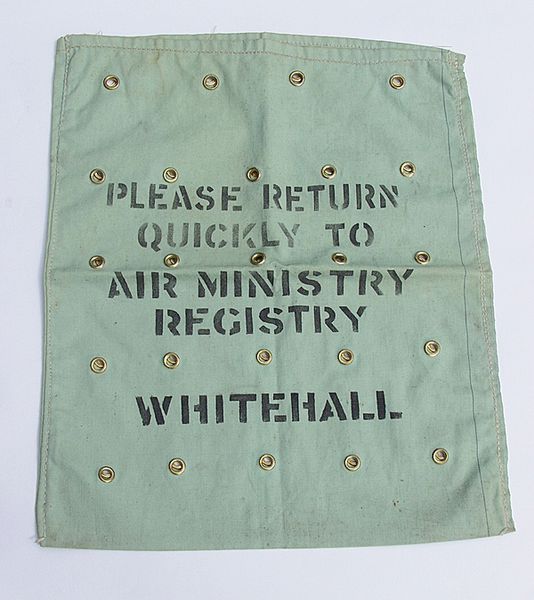 PLEASE RETURN
QUICKLY TO
AIR MINISTRY
REGISTRY
WHITEHALL